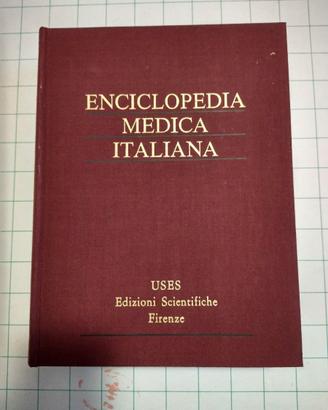 ENCICLOPEDIA
MEDICA
ITALIANA
USES
Edizioni Scientifiche
Firenze